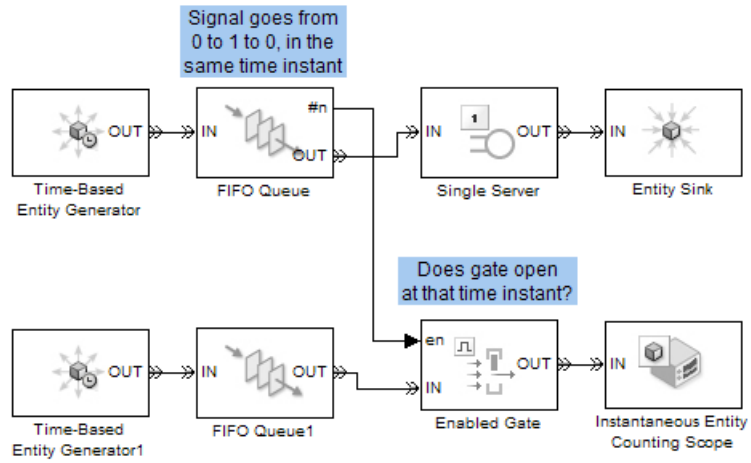 Signal goes from
0 to 1 to 0, in the
same time instant
OUT
Time-Based
Entity Generator
IN
#n
OUT
FIFO Queue
IN
1
OUT
Single Server
IN
Entity Sink
Does gate open
at that time instant?
OUT
Time-Based
Entity Generator1
IN
OUT
FIFO Queue1
en
IN
OUT
Enabled Gate
IN
Instantaneous Entity
Counting Scope